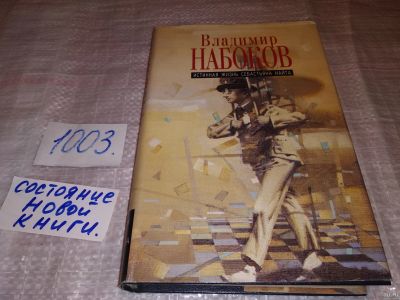 Владимир
НАБОКОВ
ИСТИННАЯ ЖИЗНЬ СЕБАСТЬЯНА НАЙТА
1003.
состояние
новой
книги.